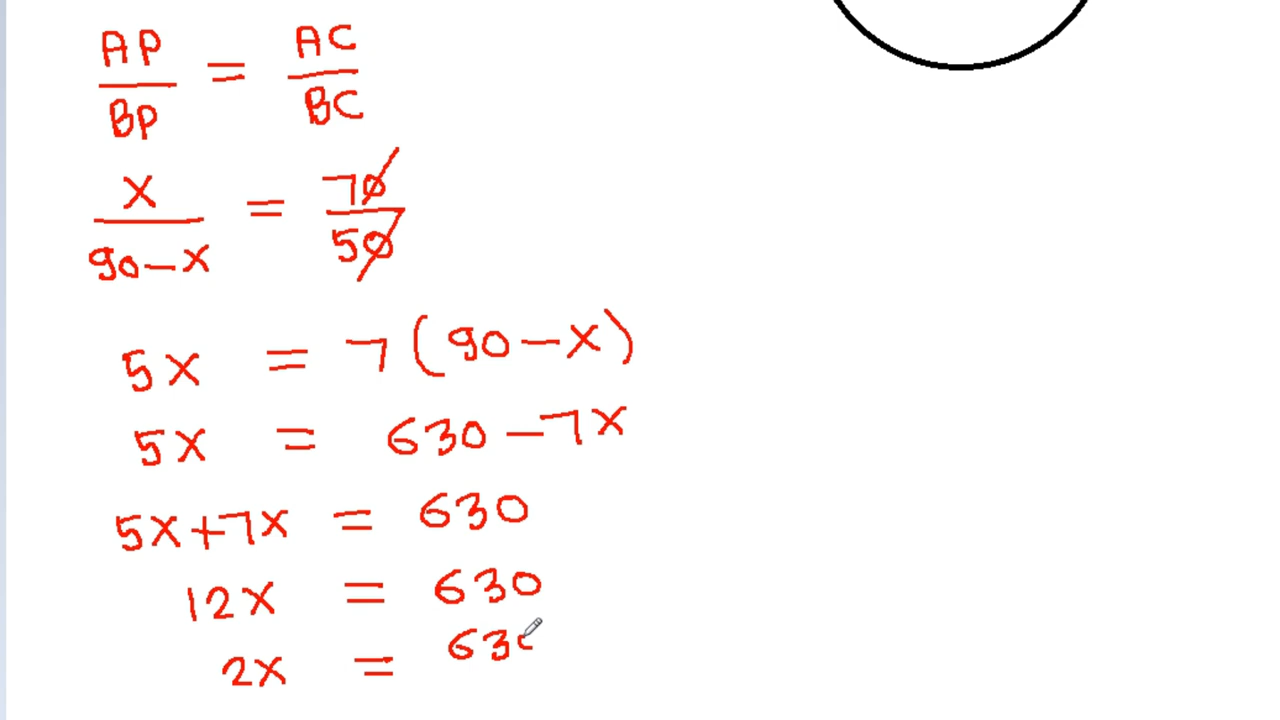 AP/BP = AC/BC
x/90-x = 70/50
5x = 7(90-x)
5x = 630-7x
5x+7x = 630
12x = 630
2x = 630